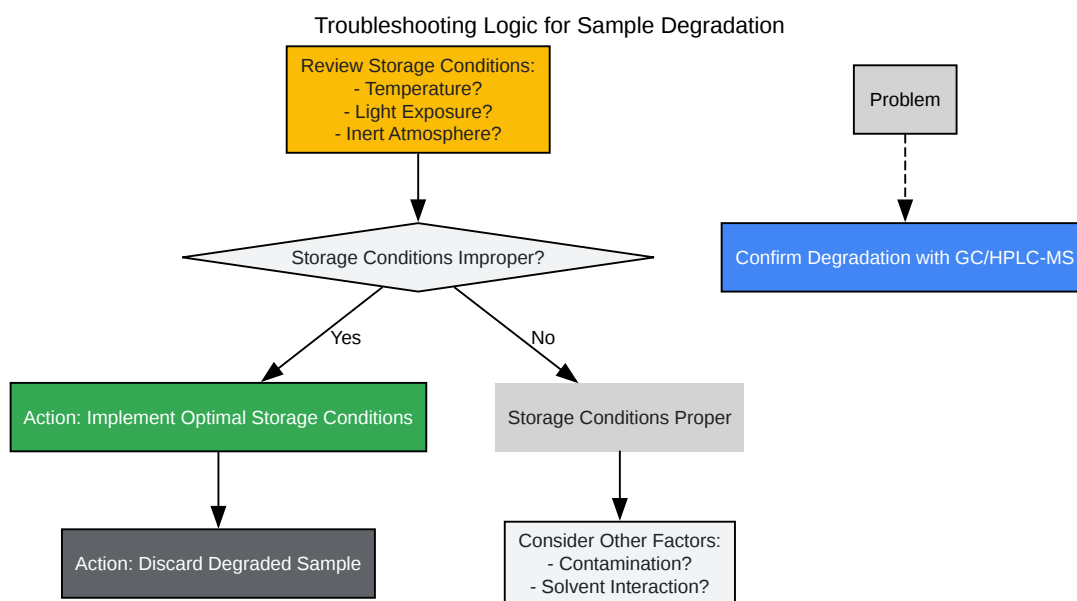 Troubleshooting Logic for Sample Degradation
Review Storage Conditions:
- Temperature?
- Light Exposure?
- Inert Atmosphere?
Problem
Storage Conditions Improper?
Confirm Degradation with GC/HPLC-MS
Yes
No
Action: Implement Optimal Storage Conditions
Storage Conditions Proper
Action: Discard Degraded Sample
Consider Other Factors:
- Contamination?
- Solvent Interaction?